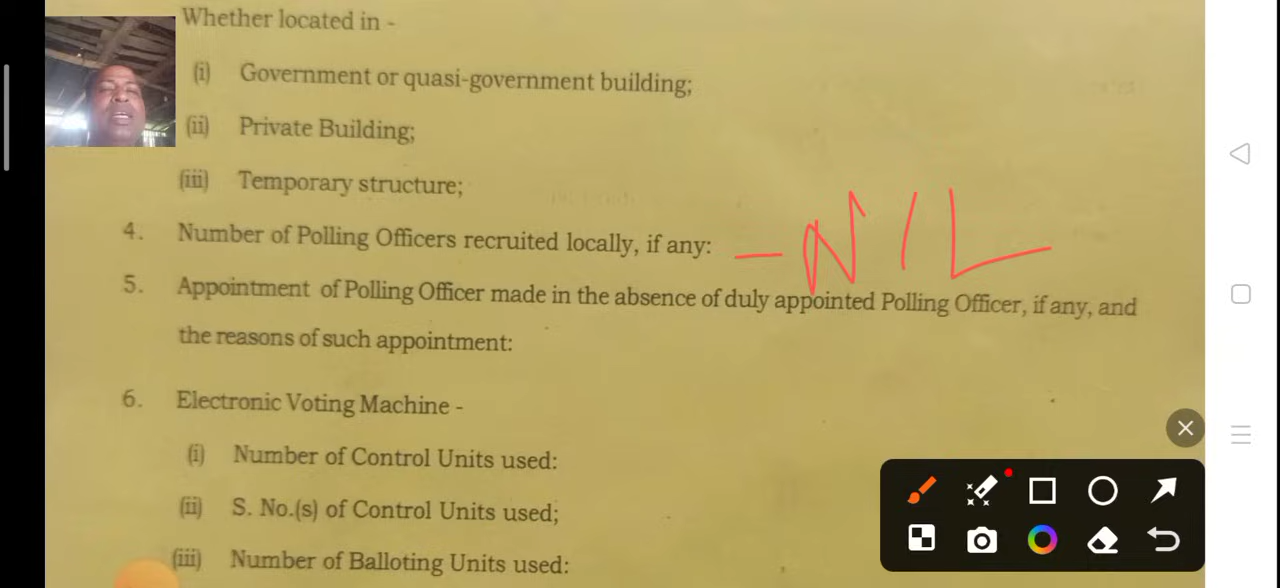 Whether located in -
(i) Government or quasi-government building;
(ii) Private Building;
(iii) Temporary structure;
4. Number of Polling Officers recruited locally, if any: - NIL
5. Appointment of Polling Officer made in the absence of duly appointed Polling Officer, if any, and
the reasons of such appointment:
6. Electronic Voting Machine -
(i) Number of Control Units used:
(ii) S. No.(s) of Control Units used;
(iii) Number of Balloting Units used: